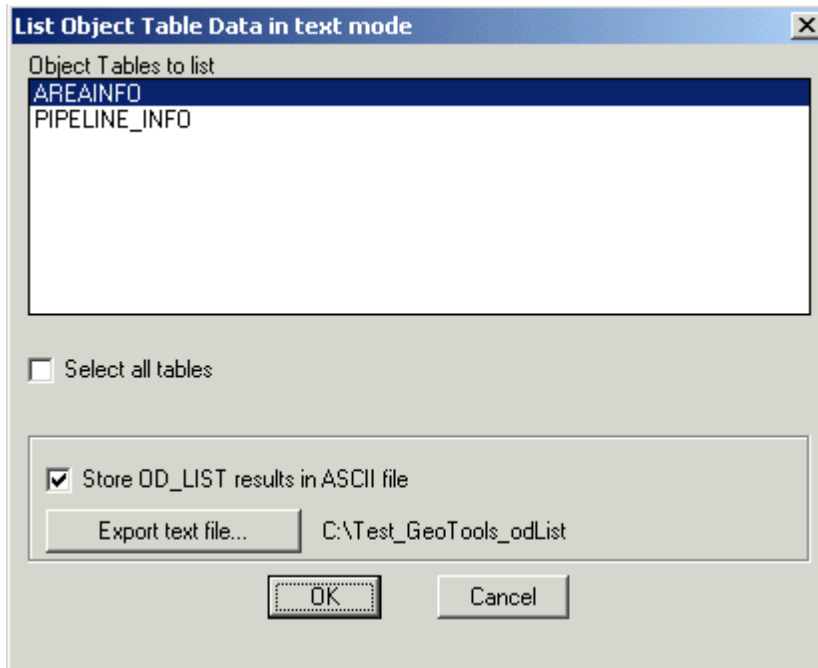 List Object Table Data in text mode
Object Tables to list
AREAINFO
PIPELINE_INFO
Select all tables
Store OD_LIST results in ASCII file
Export text file... C:\Test_GeoTools_odList
OK Cancel